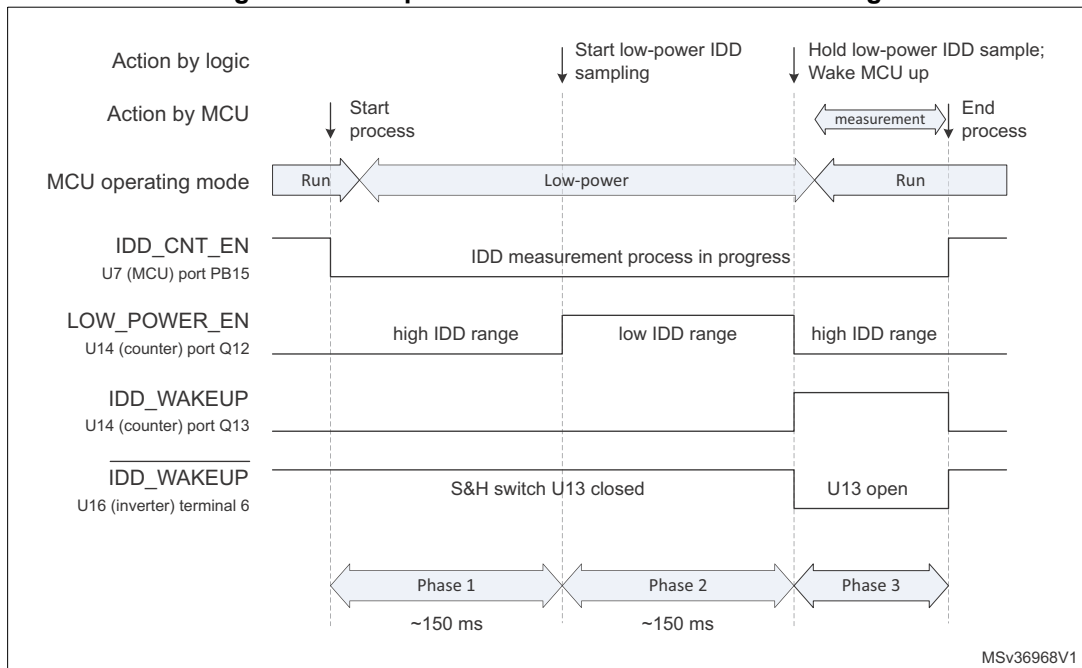 Action by logic
Start low-power IDD
sampling
Hold low-power IDD sample;
Wake MCU up
Action by MCU
Start
process
measurement
End
process
MCU operating mode
Run
Low-power
Run
IDD_CNT_EN
U7 (MCU) port PB15
IDD measurement process in progress
LOW_POWER_EN
U14 (counter) port Q12
high IDD range
low IDD range
high IDD range
IDD_WAKEUP
U14 (counter) port Q13
IDD_WAKEUP
U16 (inverter) terminal 6
S&H switch U13 closed
U13 open
Phase 1
Phase 2
Phase 3
~150 ms
~150 ms
MSv36968V1